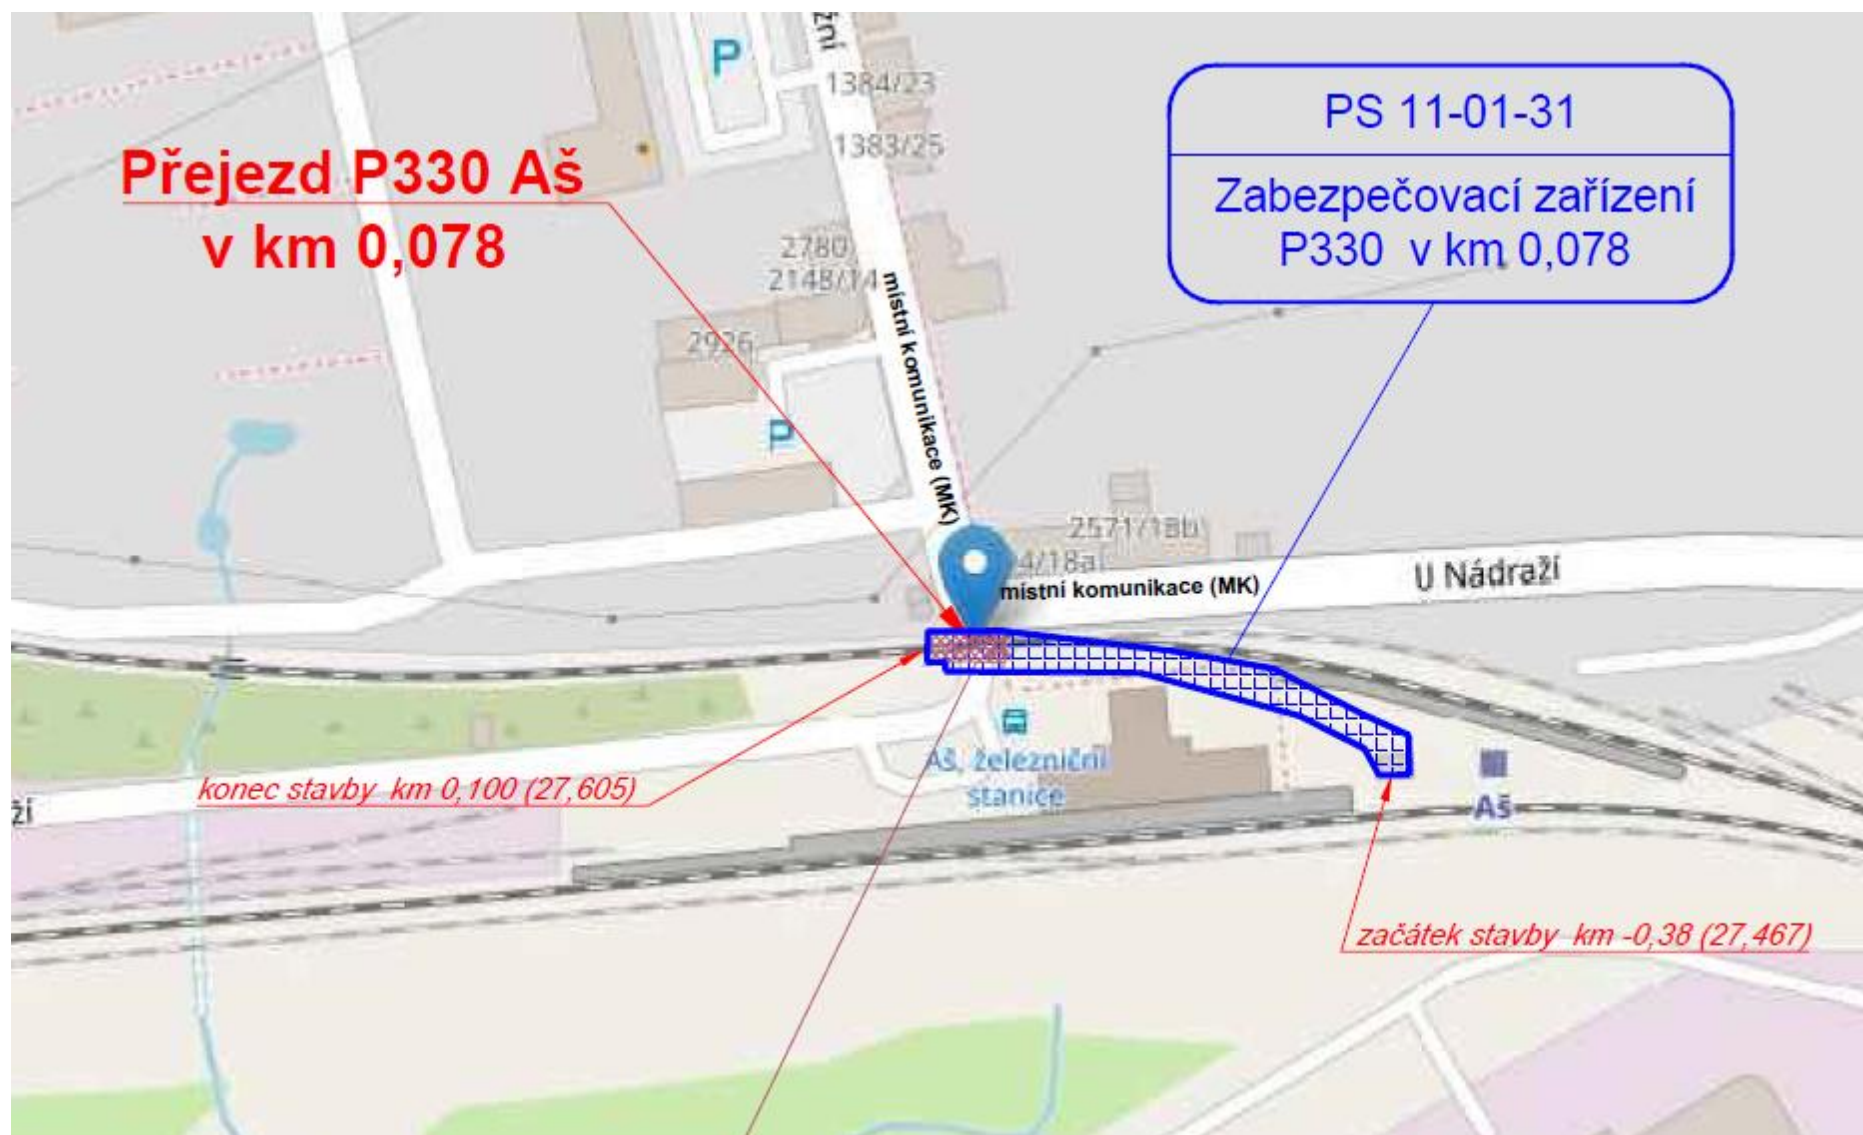 žní
P
1384/23
1383/25
PS 11-01-31
Zabezpečovací zařízení
P330 v km 0,078
Přejezd P330 Aš
v km 0,078
2780
2148/14
místní komunikace (MK)
2926
P
2571/18b
4/18a
místní komunikace (MK)
U Nádraží
Aš, železniční
stanice
konec stavby km 0,100 (27,605)
Aš
ží
začátek stavby km -0,38 (27,467)